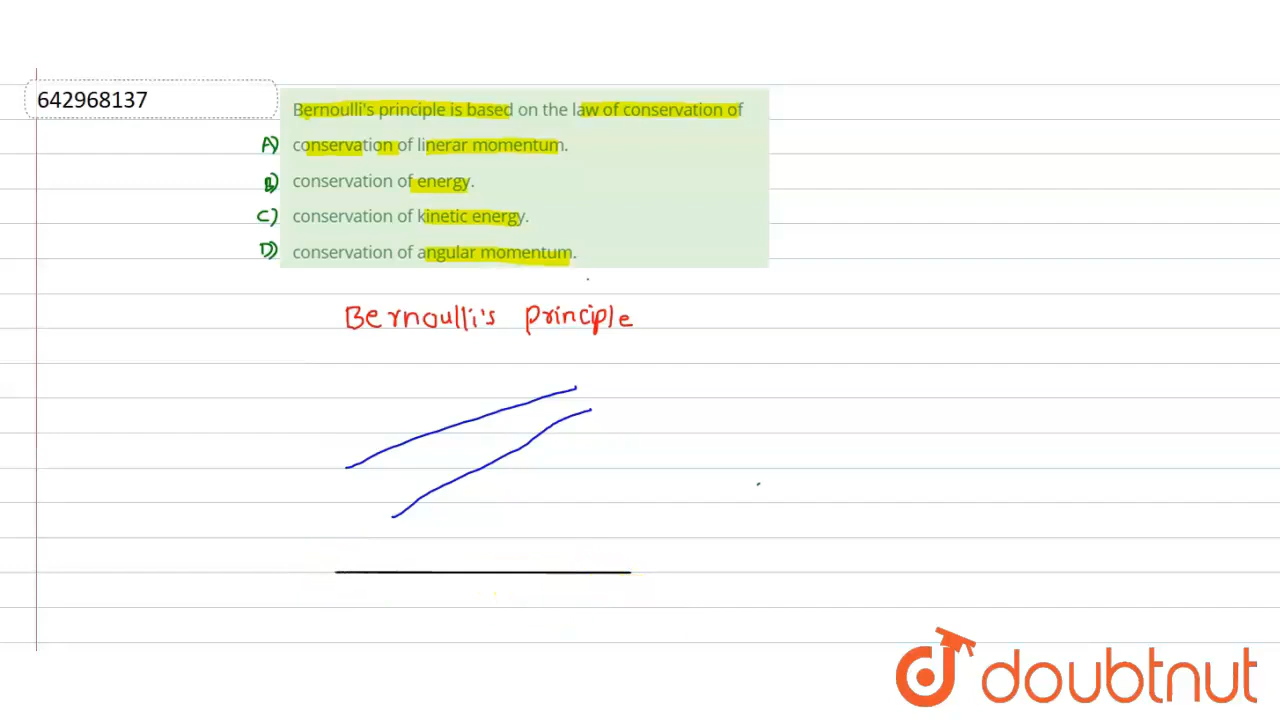 642968137
Bernoulli's principle is based on the law of conservation of
A) conservation of linerar momentum.
B) conservation of energy.
C) conservation of kinetic energy.
D) conservation of angular momentum.
Bernoulli's principle
doubtnut